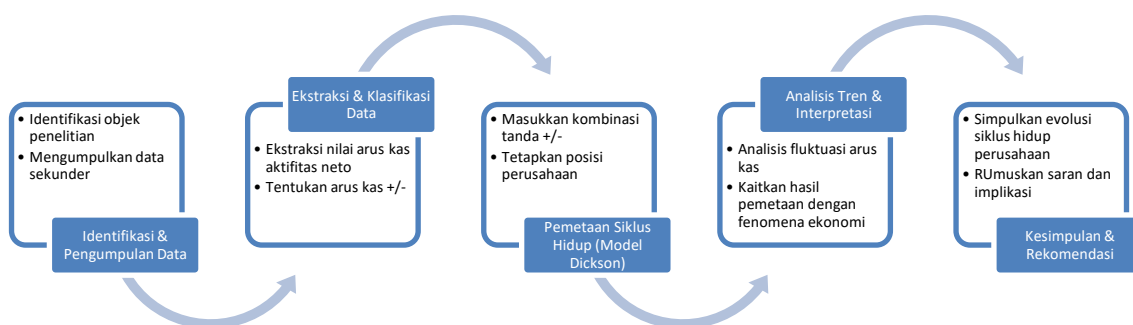 • Identifikasi objek
penelitian
• Mengumpulkan data
sekunder
Identifikasi &
Pengumpulan Data
Ekstraksi & Klasifikasi
Data
• Ekstraksi nilai arus kas
aktifitas neto
• Tentukan arus kas +/-
• Masukkan kombinasi
tanda +/-
• Tetapkan posisi
perusahaan
Pemetaan Siklus
Hidup (Model
Dickson)
Analisis Tren &
Interpretasi
• Analisis fluktuasi arus
kas
• Kaitkan hasil
pemetaan dengan
fenomena ekonomi
• Simpulkan evolusi
siklus hidup
perusahaan
• RUmuskan saran dan
implikasi
Kesimpulan &
Rekomendasi